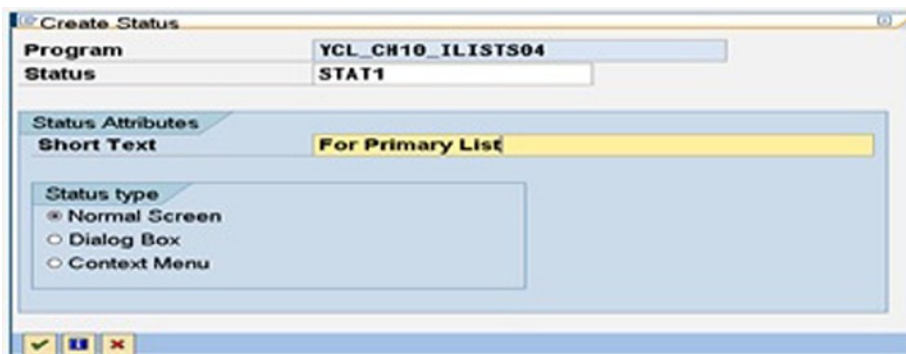 Create Status
Program YCL_CH10_ILISTS04
Status STAT1
Status Attributes
Short Text For Primary List
Status type
Normal Screen
Dialog Box
Context Menu